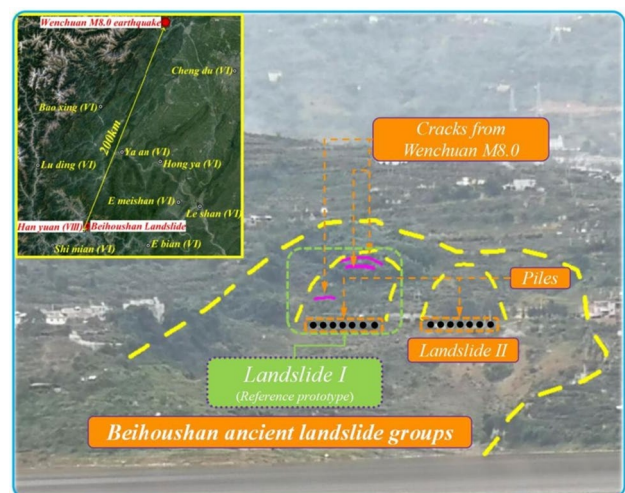 Wenchuan M8.0 earthquake
Cheng du (VI)
Bao xing (VI)
200km
Lu ding (VI)
Ya an (VI)
Hong ya (VI)
E meishan (VI)
Le shan (VI)
Han yuan (VIII)
Beihoushan Landslide
Shi mian (VI)
E bian (VI)
Cracks from
Wenchuan M8.0
Piles
Landslide I
(Reference prototype)
Landslide II
Beihoushan ancient landslide groups